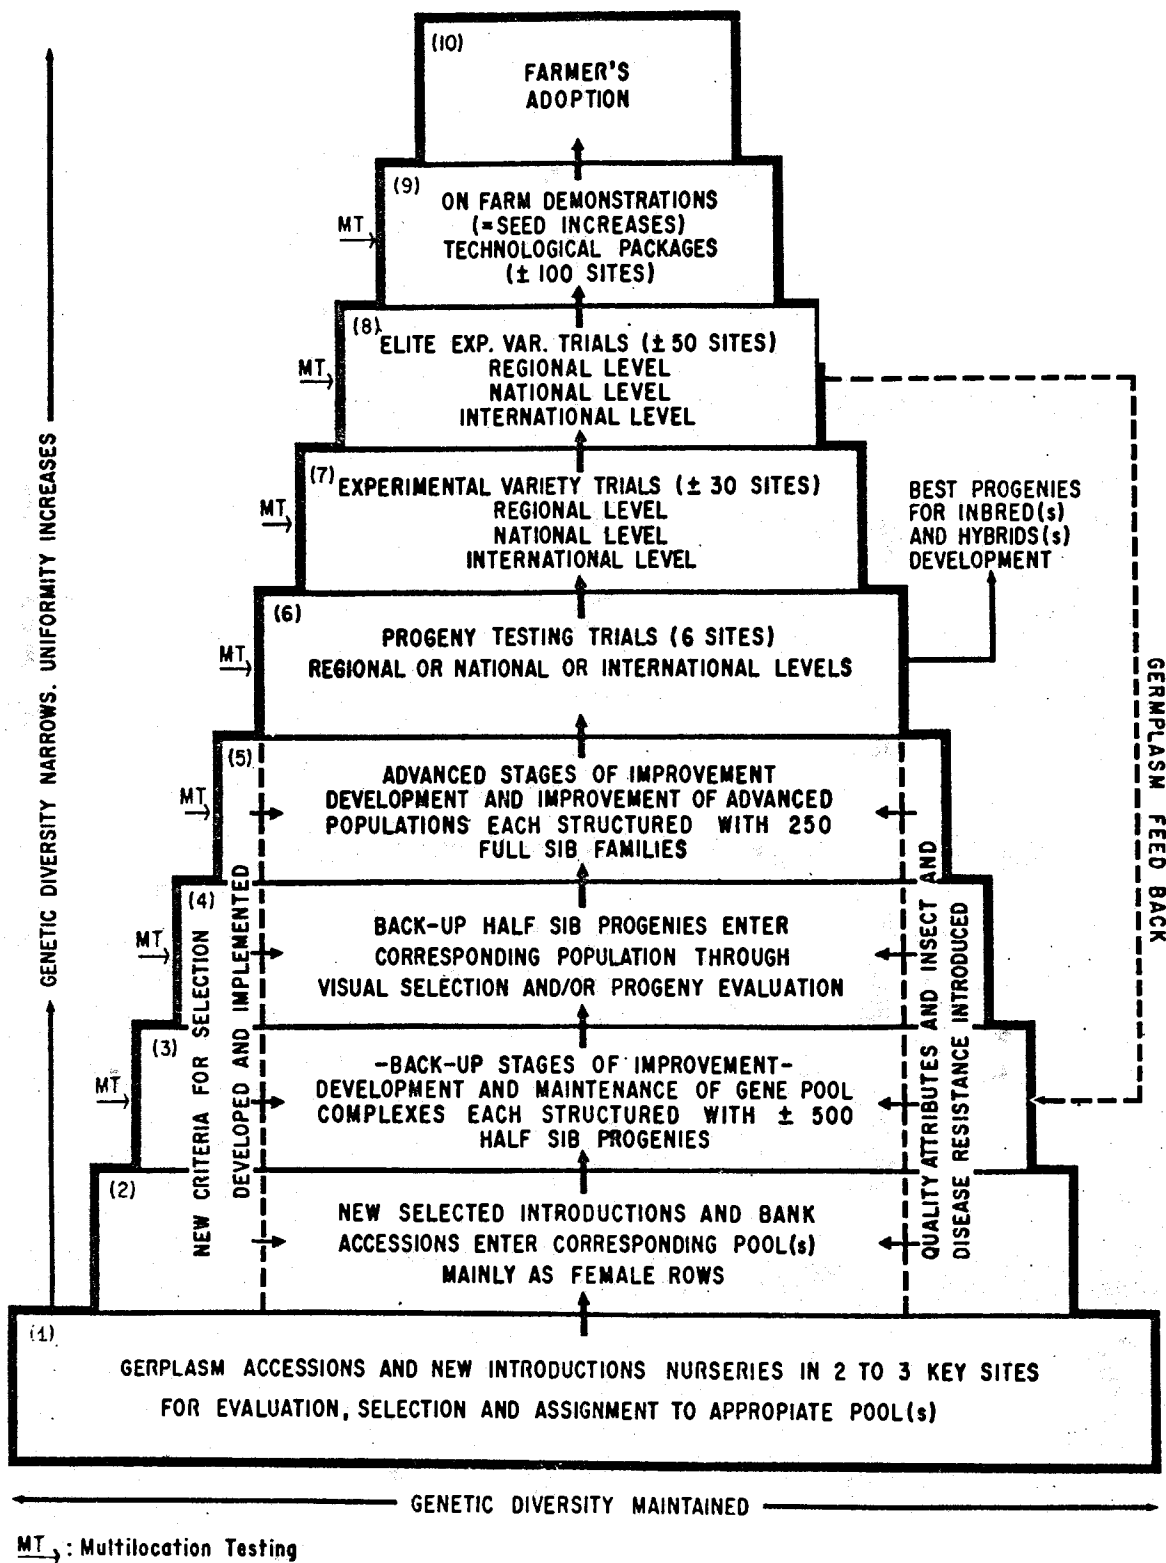 (10)
FARMER'S
ADOPTION
(9)
MT
ON FARM DEMONSTRATIONS
(=SEED INCREASES)
TECHNOLOGICAL PACKAGES
(± 100 SITES)
(8)
MT
ELITE EXP. VAR. TRIALS (± 50 SITES)
REGIONAL LEVEL
NATIONAL LEVEL
INTERNATIONAL LEVEL
(7)
MT
EXPERIMENTAL VARIETY TRIALS (± 30 SITES)
REGIONAL LEVEL
NATIONAL LEVEL
INTERNATIONAL LEVEL
BEST PROGENIES
FOR INBRED(s)
AND HYBRIDS(s)
DEVELOPMENT
(6)
MT
PROGENY TESTING TRIALS (6 SITES)
REGIONAL OR NATIONAL OR INTERNATIONAL LEVELS
(5)
MT
ADVANCED STAGES OF IMPROVEMENT
DEVELOPMENT AND IMPROVEMENT OF ADVANCED
POPULATIONS EACH STRUCTURED WITH 250
FULL SIB FAMILIES
(4)
MT
BACK-UP HALF SIB PROGENIES ENTER
CORRESPONDING POPULATION THROUGH
VISUAL SELECTION AND/OR PROGENY EVALUATION
(3)
MT
-BACK-UP STAGES OF IMPROVEMENT-
DEVELOPMENT AND MAINTENANCE OF GENE POOL
COMPLEXES EACH STRUCTURED WITH ± 500
HALF SIB PROGENIES
(2)
NEW SELECTED INTRODUCTIONS AND BANK
ACCESSIONS ENTER CORRESPONDING POOL(s)
MAINLY AS FEMALE ROWS
(1)
GERPLASM ACCESSIONS AND NEW INTRODUCTIONS NURSERIES IN 2 TO 3 KEY SITES
FOR EVALUATION, SELECTION AND ASSIGNMENT TO APPROPIATE POOL(s)
GENETIC DIVERSITY NARROWS. UNIFORMITY INCREASES
NEW CRITERIA FOR SELECTION
DEVELOPED AND IMPLEMENTED
QUALITY ATTRIBUTES AND INSECT AND
DISEASE RESISTANCE INTRODUCED
GERMPLASM FEED BACK
GENETIC DIVERSITY MAINTAINED
MT : Multilocation Testing